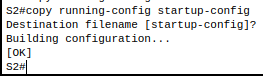 S2#copy running-config startup-config
Destination filename [startup-config]?
Building configuration...
[OK]
S2#